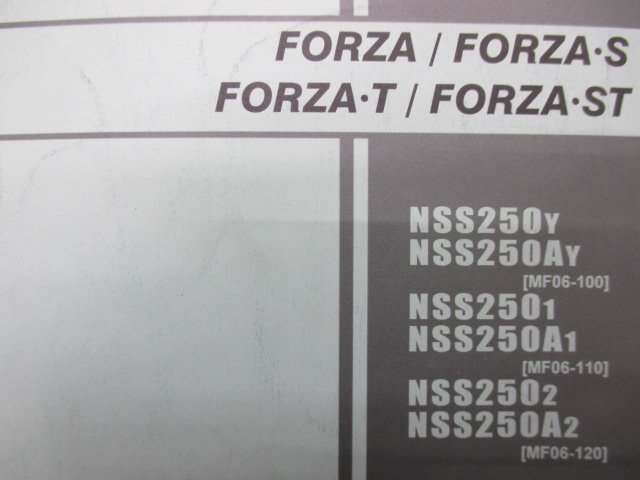 FORZA / FORZA･S
FORZA･T / FORZA･ST
NSS250Y
NSS250AY
[MF06-100]
NSS2501
NSS250A1
[MF06-110]
NSS2502
NSS250A2
[MF06-120]